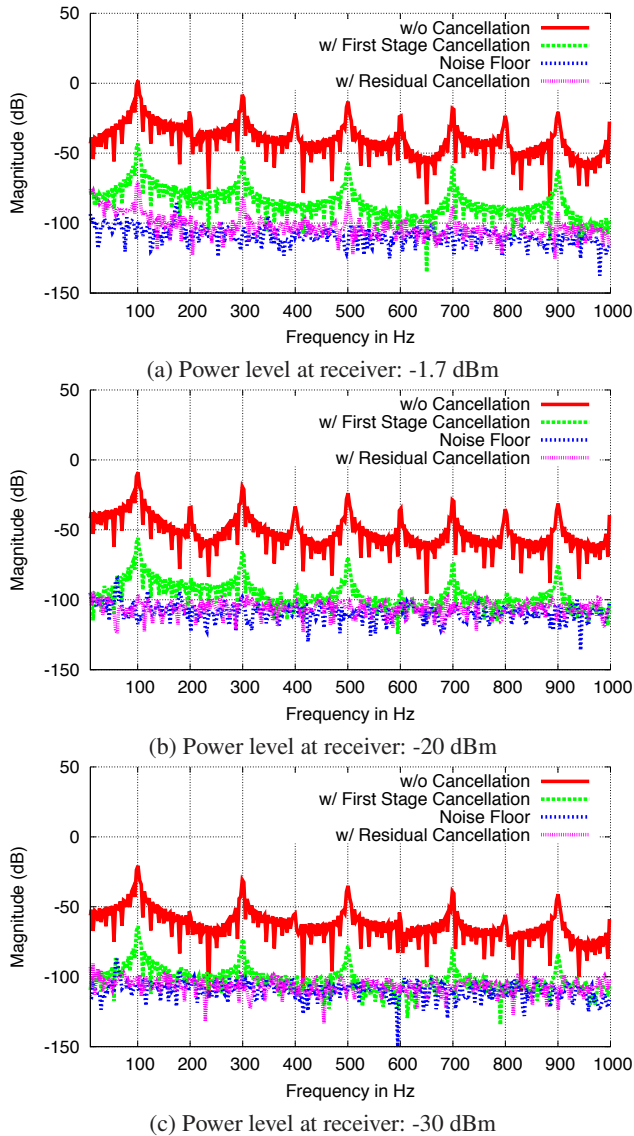 50
w/o Cancellation
w/ First Stage Cancellation
Noise Floor
w/ Residual Cancellation
0
-50
-100
-150
Magnitude (dB)
100 200 300 400 500 600 700 800 900 1000
Frequency in Hz
(a) Power level at receiver: -1.7 dBm
50
w/o Cancellation
w/ First Stage Cancellation
Noise Floor
w/ Residual Cancellation
0
-50
-100
-150
Magnitude (dB)
100 200 300 400 500 600 700 800 900 1000
Frequency in Hz
(b) Power level at receiver: -20 dBm
50
w/o Cancellation
w/ First Stage Cancellation
Noise Floor
w/ Residual Cancellation
0
-50
-100
-150
Magnitude (dB)
100 200 300 400 500 600 700 800 900 1000
Frequency in Hz
(c) Power level at receiver: -30 dBm